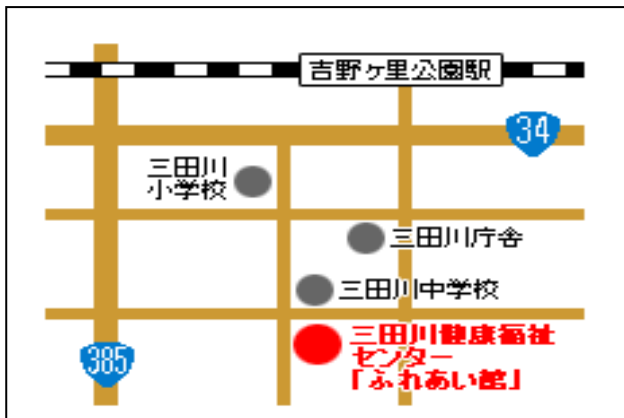 吉野ヶ里公園駅
34
三田川
小学校
三田川庁舎
三田川中学校
三田川健康福祉
センター
「ふれあい館」
385